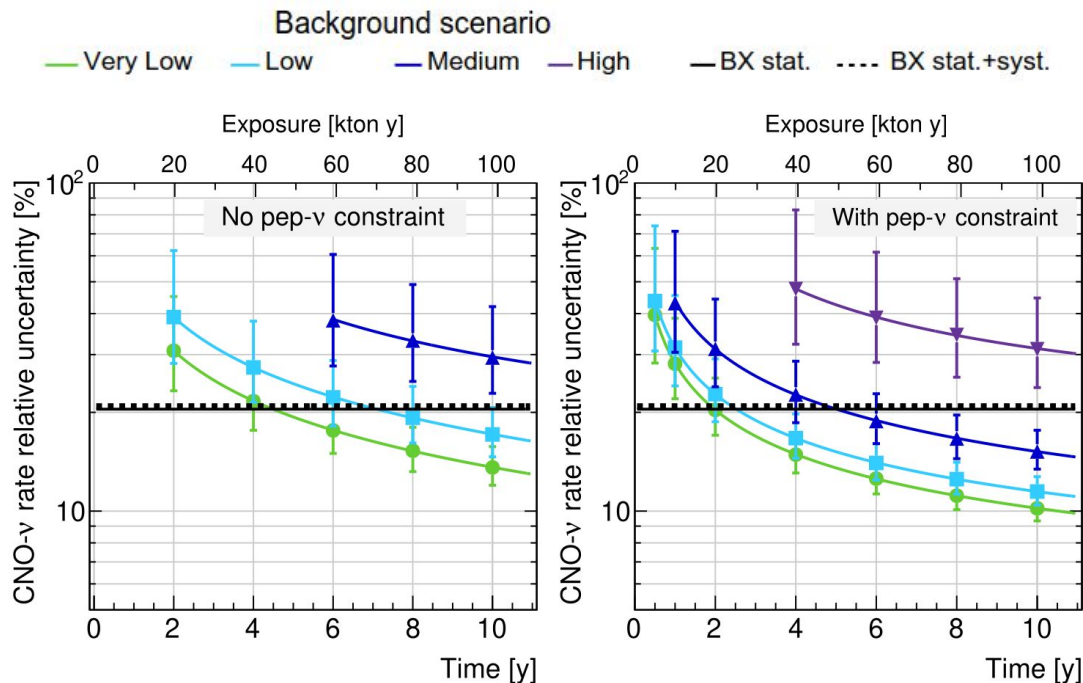 Background scenario
Very Low Low Medium High BX stat. BX stat.+syst.
Exposure [kton y]
0 20 40 60 80 100
CNO-ν rate relative uncertainty [%]
10²
10
No pep-ν constraint
0 2 4 6 8 10
Time [y]
Exposure [kton y]
0 20 40 60 80 100
CNO-ν rate relative uncertainty [%]
10²
10
With pep-ν constraint
0 2 4 6 8 10
Time [y]